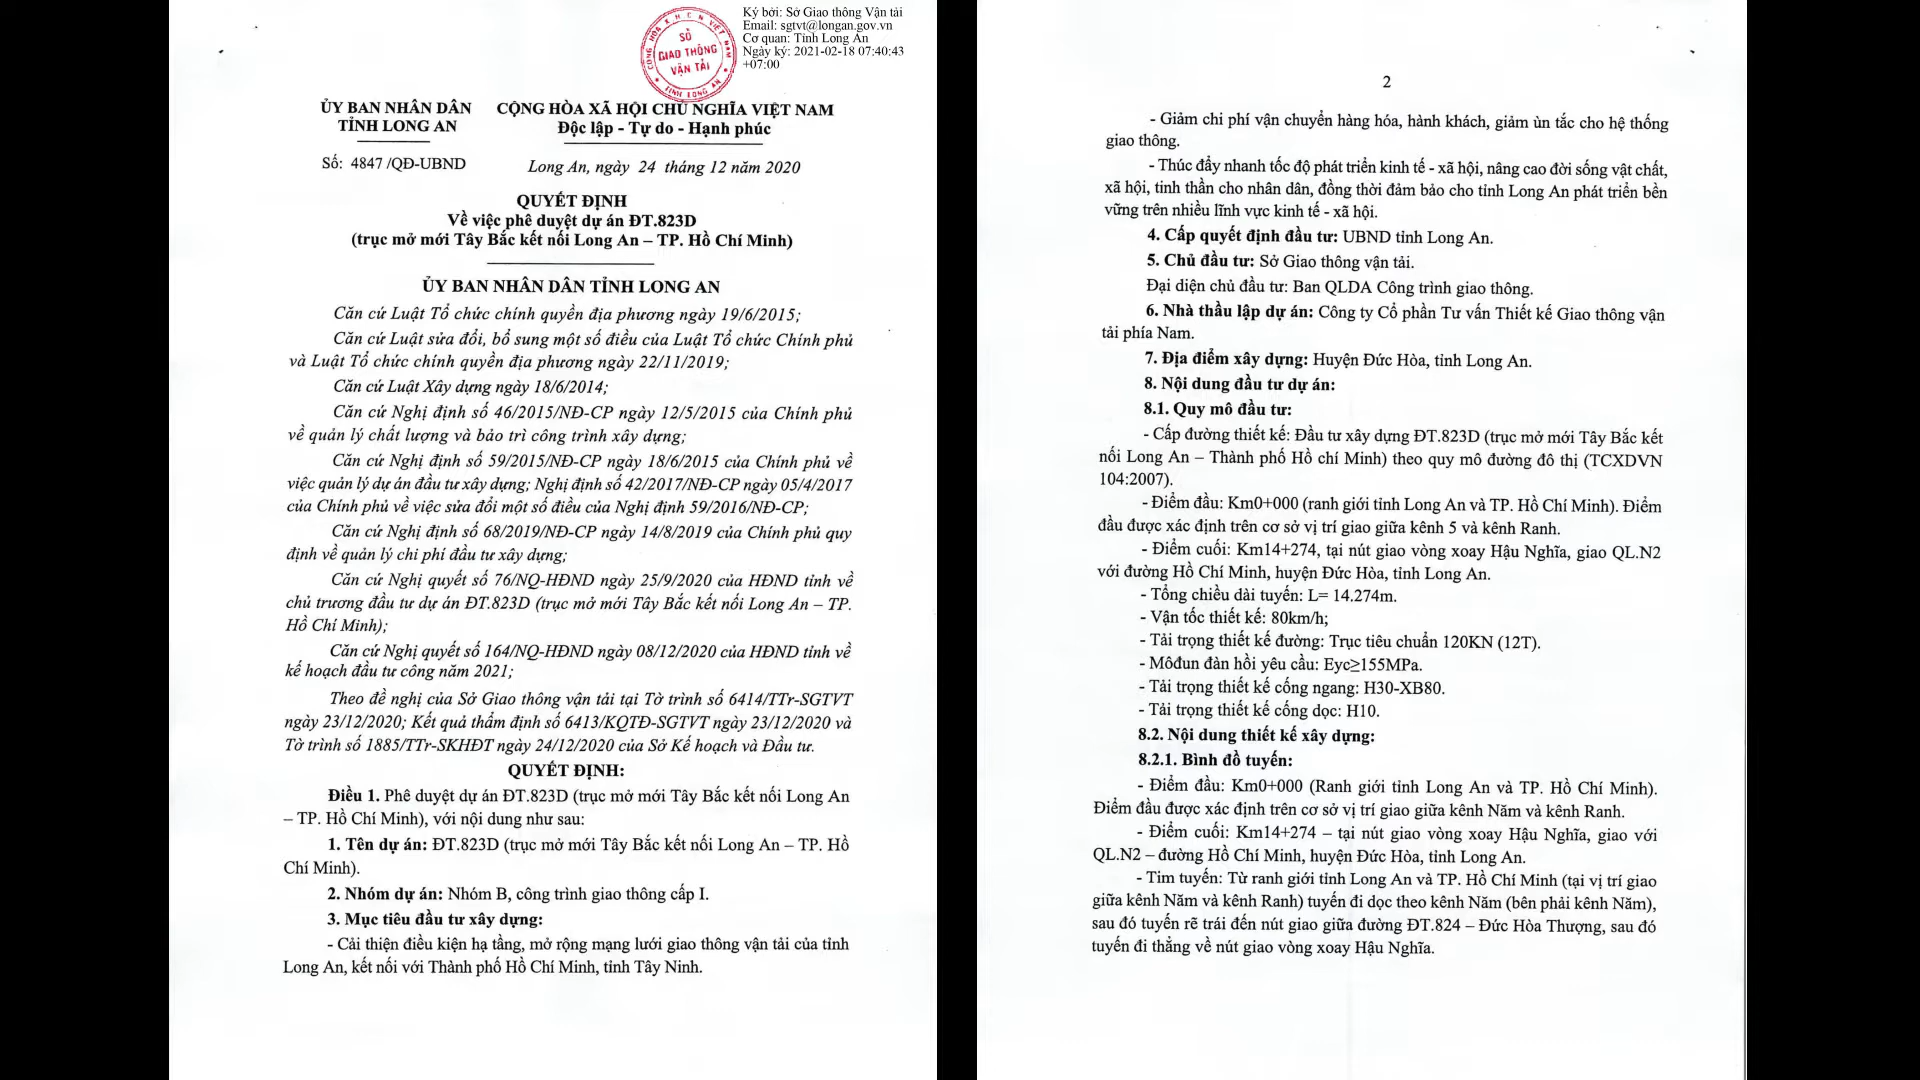 CỘNG HÒA X.H.C.N VIỆT NAM
SỞ
GIAO THÔNG
VẬN TẢI
TỈNH LONG AN
Ký bởi: Sở Giao thông Vận tải
Email: sgtvt@longan.gov.vn
Cơ quan: Tỉnh Long An
Ngày ký: 2021-02-18 07:40:43
+07:00
ỦY BAN NHÂN DÂN
TỈNH LONG AN
CỘNG HÒA XÃ HỘI CHỦ NGHĨA VIỆT NAM
Độc lập - Tự do - Hạnh phúc
Số: 4847 /QĐ-UBND
Long An, ngày 24 tháng 12 năm 2020
QUYẾT ĐỊNH
Về việc phê duyệt dự án ĐT.823D
(trục mở mới Tây Bắc kết nối Long An – TP. Hồ Chí Minh)
ỦY BAN NHÂN DÂN TỈNH LONG AN
Căn cứ Luật Tổ chức chính quyền địa phương ngày 19/6/2015;
Căn cứ Luật sửa đổi, bổ sung một số điều của Luật Tổ chức Chính phủ
và Luật Tổ chức chính quyền địa phương ngày 22/11/2019;
Căn cứ Luật Xây dựng ngày 18/6/2014;
Căn cứ Nghị định số 46/2015/NĐ-CP ngày 12/5/2015 của Chính phủ
về quản lý chất lượng và bảo trì công trình xây dựng;
Căn cứ Nghị định số 59/2015/NĐ-CP ngày 18/6/2015 của Chính phủ về
việc quản lý dự án đầu tư xây dựng; Nghị định số 42/2017/NĐ-CP ngày 05/4/2017
của Chính phủ về việc sửa đổi một số điều của Nghị định 59/2016/NĐ-CP;
Căn cứ Nghị định số 68/2019/NĐ-CP ngày 14/8/2019 của Chính phủ quy
định về quản lý chi phí đầu tư xây dựng;
Căn cứ Nghị quyết số 76/NQ-HĐND ngày 25/9/2020 của HĐND tỉnh về
chủ trương đầu tư dự án ĐT.823D (trục mở mới Tây Bắc kết nối Long An – TP.
Hồ Chí Minh);
Căn cứ Nghị quyết số 164/NQ-HĐND ngày 08/12/2020 của HĐND tỉnh về
kế hoạch đầu tư công năm 2021;
Theo đề nghị của Sở Giao thông vận tải tại Tờ trình số 6414/TTr-SGTVT
ngày 23/12/2020; Kết quả thẩm định số 6413/KQTĐ-SGTVT ngày 23/12/2020 và
Tờ trình số 1885/TTr-SKHĐT ngày 24/12/2020 của Sở Kế hoạch và Đầu tư.
QUYẾT ĐỊNH:
Điều 1. Phê duyệt dự án ĐT.823D (trục mở mới Tây Bắc kết nối Long An
– TP. Hồ Chí Minh), với nội dung như sau:
1. Tên dự án: ĐT.823D (trục mở mới Tây Bắc kết nối Long An – TP. Hồ
Chí Minh).
2. Nhóm dự án: Nhóm B, công trình giao thông cấp I.
3. Mục tiêu đầu tư xây dựng:
- Cải thiện điều kiện hạ tầng, mở rộng mạng lưới giao thông vận tải của tỉnh
Long An, kết nối với Thành phố Hồ Chí Minh, tỉnh Tây Ninh.
2
- Giảm chi phí vận chuyển hàng hóa, hành khách, giảm ùn tắc cho hệ thống
giao thông.
- Thúc đẩy nhanh tốc độ phát triển kinh tế - xã hội, nâng cao đời sống vật chất,
xã hội, tinh thần cho nhân dân, đồng thời đảm bảo cho tỉnh Long An phát triển bền
vững trên nhiều lĩnh vực kinh tế - xã hội.
4. Cấp quyết định đầu tư: UBND tỉnh Long An.
5. Chủ đầu tư: Sở Giao thông vận tải.
Đại diện chủ đầu tư: Ban QLDA Công trình giao thông.
6. Nhà thầu lập dự án: Công ty Cổ phần Tư vấn Thiết kế Giao thông vận
tải phía Nam.
7. Địa điểm xây dựng: Huyện Đức Hòa, tỉnh Long An.
8. Nội dung đầu tư dự án:
8.1. Quy mô đầu tư:
- Cấp đường thiết kế: Đầu tư xây dựng ĐT.823D (trục mở mới Tây Bắc kết
nối Long An – Thành phố Hồ chí Minh) theo quy mô đường đô thị (TCXDVN
104:2007).
- Điểm đầu: Km0+000 (ranh giới tỉnh Long An và TP. Hồ Chí Minh). Điểm
đầu được xác định trên cơ sở vị trí giao giữa kênh 5 và kênh Ranh.
- Điểm cuối: Km14+274, tại nút giao vòng xoay Hậu Nghĩa, giao QL.N2
với đường Hồ Chí Minh, huyện Đức Hòa, tỉnh Long An.
- Tổng chiều dài tuyến: L= 14.274m.
- Vận tốc thiết kế: 80km/h;
- Tải trọng thiết kế đường: Trục tiêu chuẩn 120KN (12T).
- Môđun đàn hồi yêu cầu: Eyc≥155MPa.
- Tải trọng thiết kế cống ngang: H30-XB80.
- Tải trọng thiết kế cống dọc: H10.
8.2. Nội dung thiết kế xây dựng:
8.2.1. Bình đồ tuyến:
- Điểm đầu: Km0+000 (Ranh giới tỉnh Long An và TP. Hồ Chí Minh).
Điểm đầu được xác định trên cơ sở vị trí giao giữa kênh Năm và kênh Ranh.
- Điểm cuối: Km14+274 – tại nút giao vòng xoay Hậu Nghĩa, giao với
QL.N2 – đường Hồ Chí Minh, huyện Đức Hòa, tỉnh Long An.
- Tim tuyến: Từ ranh giới tỉnh Long An và TP. Hồ Chí Minh (tại vị trí giao
giữa kênh Năm và kênh Ranh) tuyến đi dọc theo kênh Năm (bên phải kênh Năm),
sau đó tuyến rẽ trái đến nút giao giữa đường ĐT.824 – Đức Hòa Thượng, sau đó
tuyến đi thẳng về nút giao vòng xoay Hậu Nghĩa.